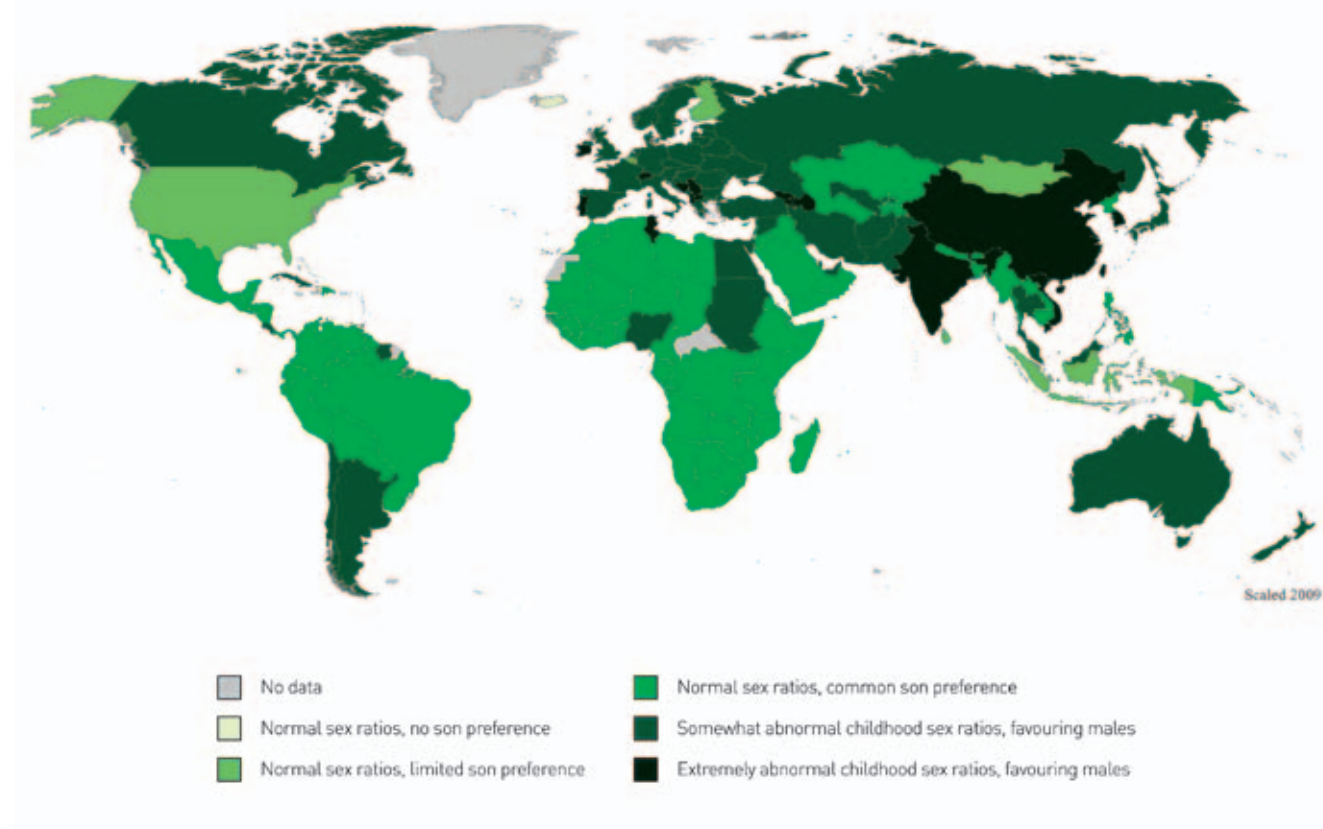 Scaled 2009
No data
Normal sex ratios, no son preference
Normal sex ratios, limited son preference
Normal sex ratios, common son preference
Somewhat abnormal childhood sex ratios, favouring males
Extremely abnormal childhood sex ratios, favouring males